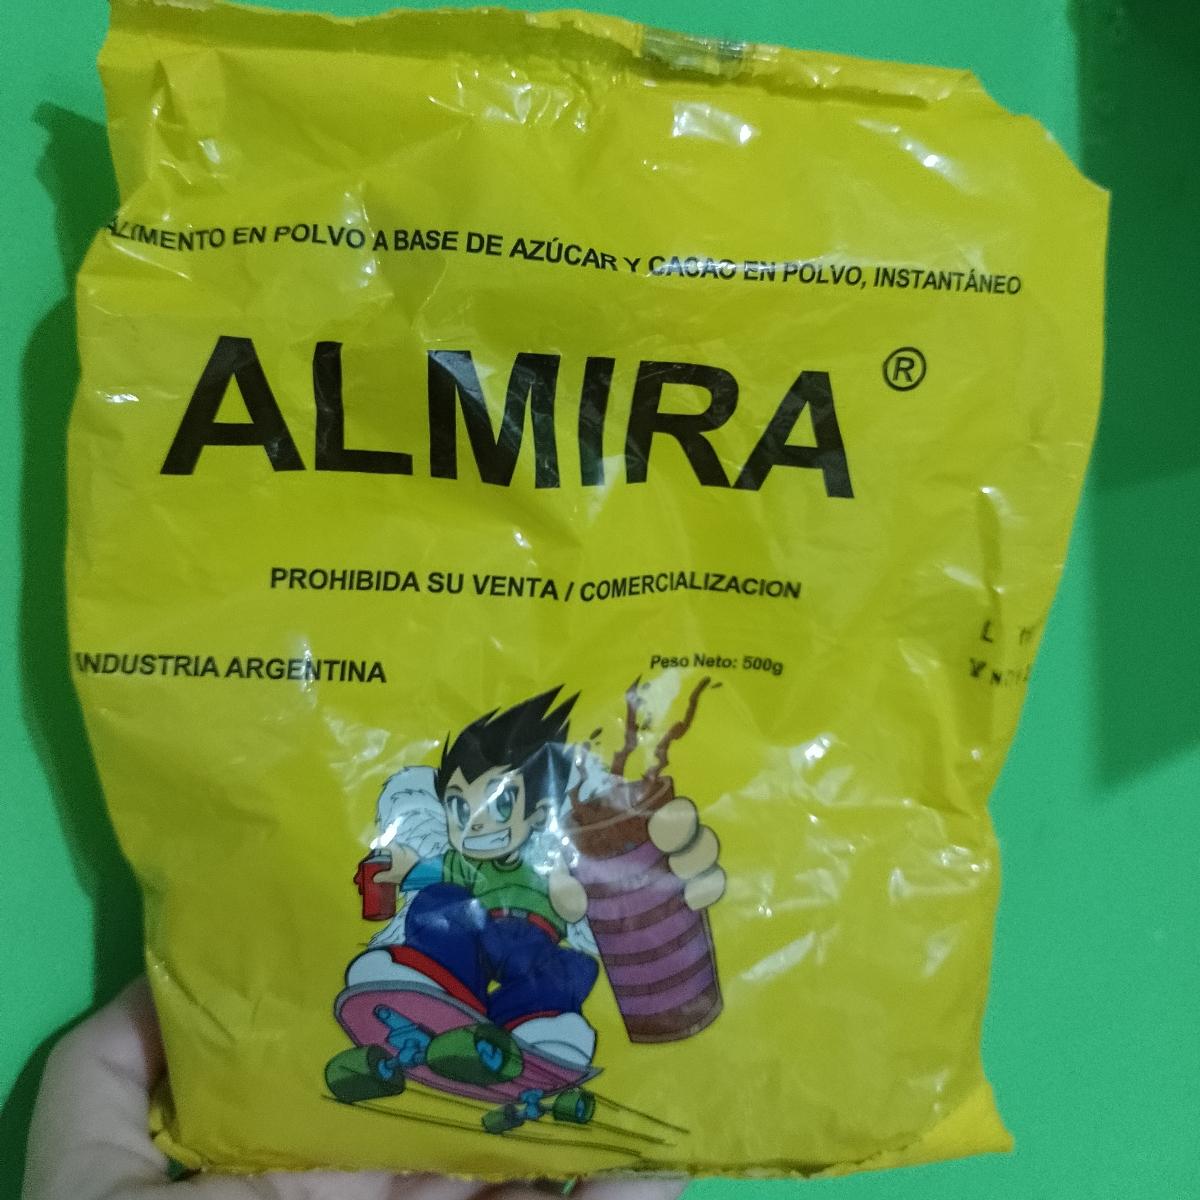 ALIMENTO EN POLVO A BASE DE AZÚCAR Y CACAO EN POLVO, INSTANTÁNEO
ALMIRA ®
PROHIBIDA SU VENTA / COMERCIALIZACION
INDUSTRIA ARGENTINA
Peso Neto: 500g